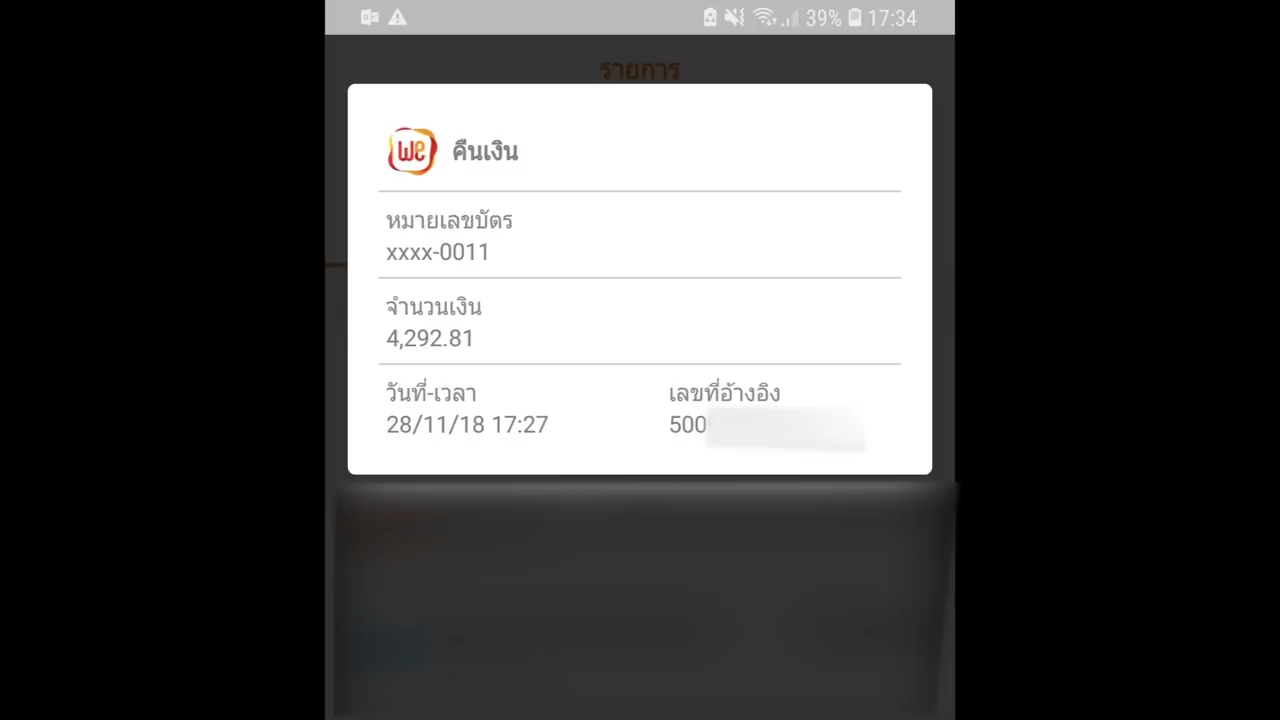 39% 17:34
รายการ
we คืนเงิน
หมายเลขบัตร
xxxx-0011
จำนวนเงิน
4,292.81
วันที่-เวลา เลขที่อ้างอิง
28/11/18 17:27 500